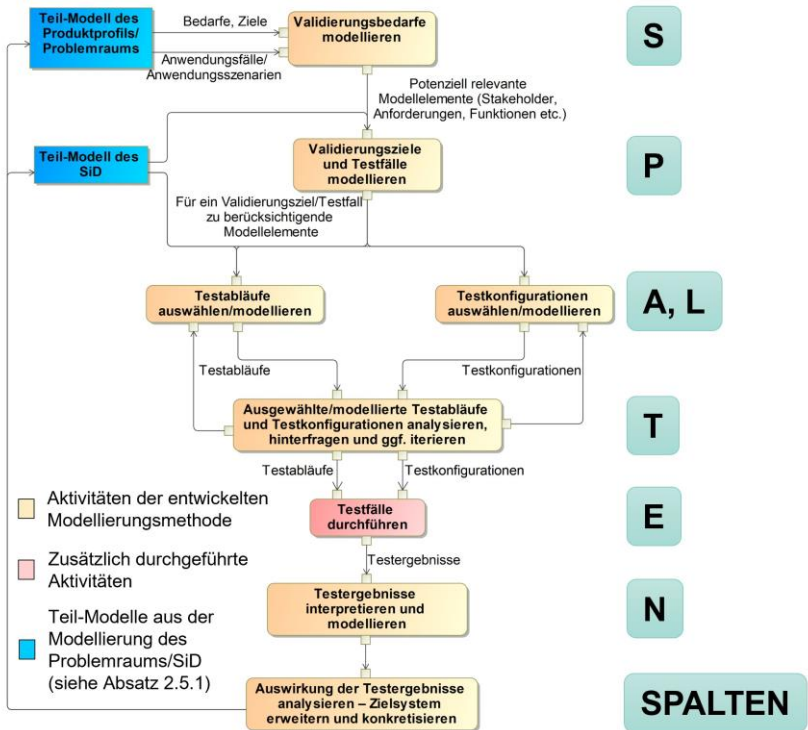 Teil-Modell des
Produktprofils/
Problemraums
Bedarfe, Ziele
Anwendungsfälle/
Anwendungsszenarien
Validierungsbedarfe
modellieren
S
Potenziell relevante
Modellelemente (Stakeholder,
Anforderungen, Funktionen etc.)
Teil-Modell des
SiD
Validierungsziele
und Testfälle
modellieren
P
Für ein Validierungsziel/Testfall
zu berücksichtigende
Modellelemente
Testabläufe
auswählen/modellieren
Testkonfigurationen
auswählen/modellieren
A, L
Testabläufe
Testkonfigurationen
Ausgewählte/modellierte Testabläufe
und Testkonfigurationen analysieren,
hinterfragen und ggf. iterieren
T
Testabläufe
Testkonfigurationen
Testfälle
durchführen
E
Testergebnisse
Testergebnisse
interpretieren und
modellieren
N
Auswirkung der Testergebnisse
analysieren – Zielsystem
erweitern und konkretisieren
SPALTEN
Aktivitäten der entwickelten
Modellierungsmethode
Zusätzlich durchgeführte
Aktivitäten
Teil-Modelle aus der
Modellierung des
Problemraums/SiD
(siehe Absatz 2.5.1)